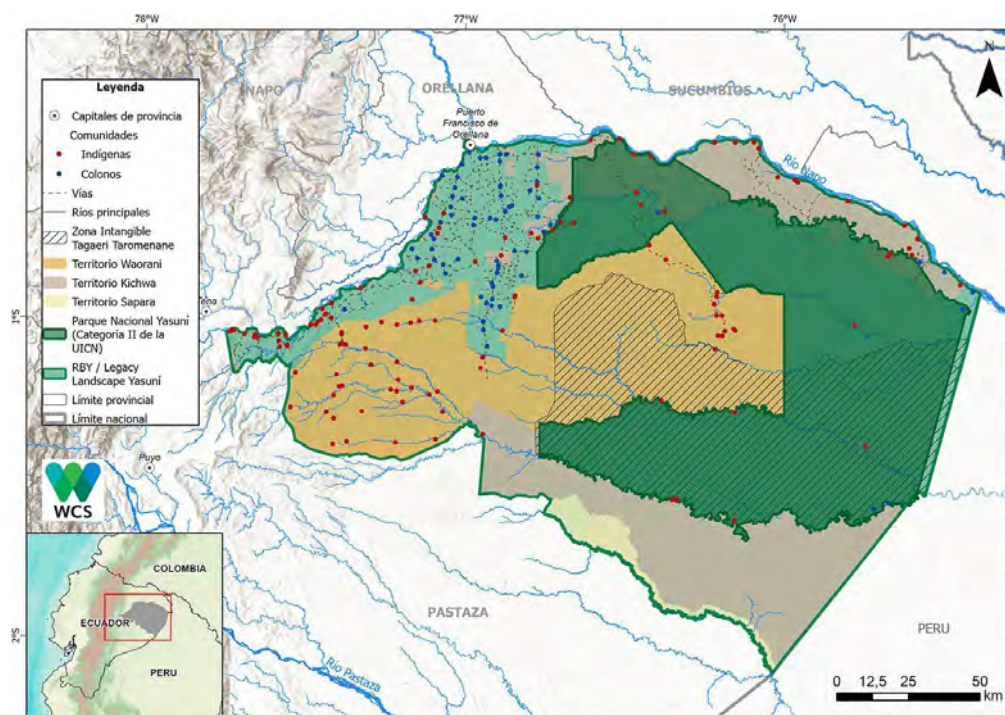 78°W
77°W
76°W
N
NAPO
ORELLANA
SUCUMBIOS
Puerto
Francisco de
Orellana
Río Napo
Leyenda
Capitales de provincia
Comunidades
Indígenas
Colonos
Vías
Ríos principales
Zona Intangible
Tagaeri Taromenane
Territorio Waorani
Territorio Kichwa
Territorio Sapara
Parque Nacional Yasuní
(Categoría II de la
UICN)
RBY / Legacy
Landscape Yasuní
Límite provincial
Límite nacional
Tena
1°S
Puyo
WCS
COLOMBIA
ECUADOR
PERU
PASTAZA
PERU
2°S
Río Pastaza
0 12,5 25 50
km